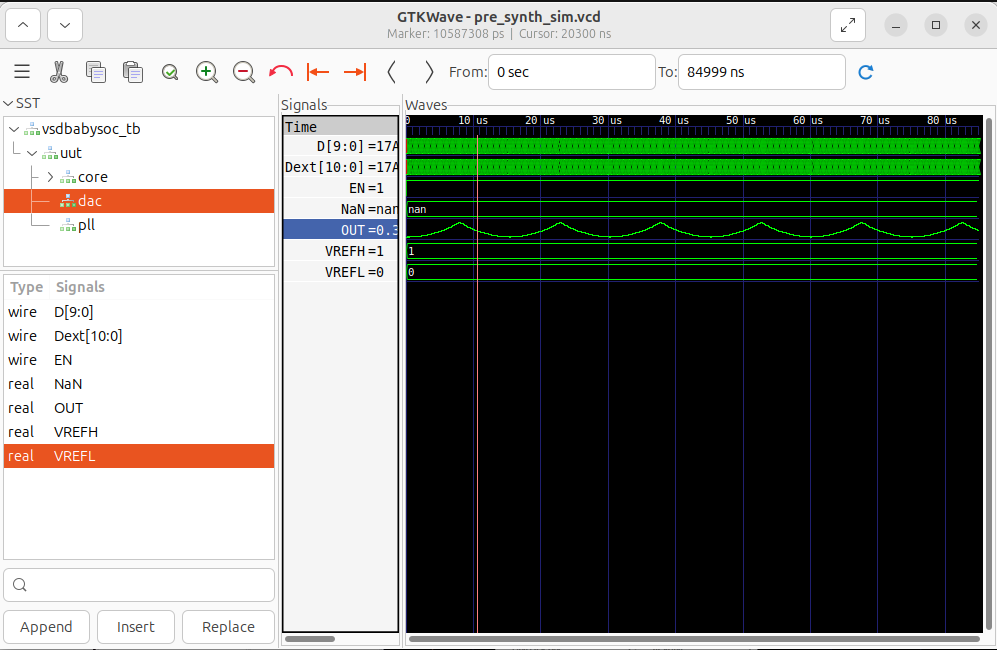 GTKWave - pre_synth_sim.vcd
Marker: 10587308 ps | Cursor: 20300 ns
From: 0 sec To: 84999 ns
SST
vsdbabysoc_tb
uut
core
dac
pll
Type Signals
wire D[9:0]
wire Dext[10:0]
wire EN
real NaN
real OUT
real VREFH
real VREFL
Append Insert Replace
Signals
Time
D[9:0] =17A
Dext[10:0] =17A
EN =1
NaN =nan
OUT =0.3
VREFH =1
VREFL =0
Waves
0 10 us 20 us 30 us 40 us 50 us 60 us 70 us 80 us
nan
1
0